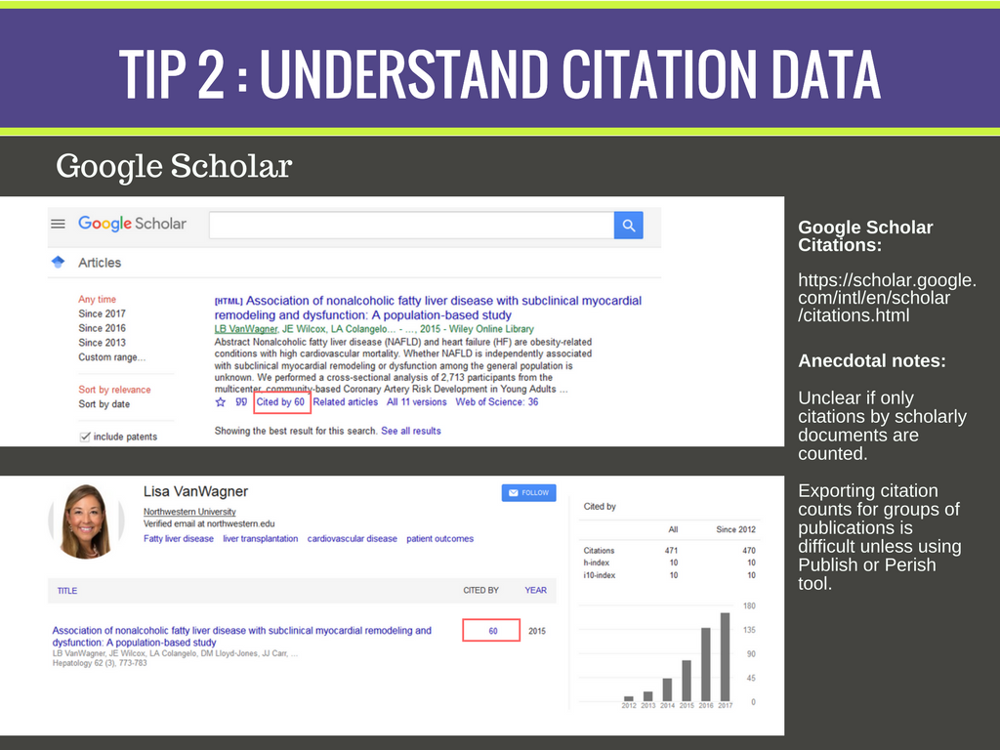 TIP 2 : UNDERSTAND CITATION DATA
Google Scholar
Google Scholar
Articles
Any time
Since 2017
Since 2016
Since 2013
Custom range...
Sort by relevance
Sort by date
include patents
[HTML] Association of nonalcoholic fatty liver disease with subclinical myocardial
remodeling and dysfunction: A population-based study
LB VanWagner, JE Wilcox, LA Colangelo... - ..., 2015 - Wiley Online Library
Abstract Nonalcoholic fatty liver disease (NAFLD) and heart failure (HF) are obesity-related
conditions with high cardiovascular mortality. Whether NAFLD is independently associated
with subclinical myocardial remodeling or dysfunction among the general population is
unknown. We performed a cross-sectional analysis of 2,713 participants from the
multicenter, community-based Coronary Artery Risk Development in Young Adults ...
Cited by 60 Related articles All 11 versions Web of Science: 36
Showing the best result for this search. See all results
Lisa VanWagner
Northwestern University
Verified email at northwestern.edu
Fatty liver disease liver transplantation cardiovascular disease patient outcomes
FOLLOW
TITLE CITED BY YEAR
Association of nonalcoholic fatty liver disease with subclinical myocardial remodeling and 60 2015
dysfunction: A population-based study
LB VanWagner, JE Wilcox, LA Colangelo, DM Lloyd-Jones, JJ Carr, ...
Hepatology 62 (3), 773-783
Cited by
All Since 2012
Citations 471 470
h-index 10 10
i10-index 10 10
180
135
90
45
0
2012 2013 2014 2015 2016 2017
Google Scholar
Citations:
https://scholar.google.
com/intl/en/scholar
/citations.html
Anecdotal notes:
Unclear if only
citations by scholarly
documents are
counted.
Exporting citation
counts for groups of
publications is
difficult unless using
Publish or Perish
tool.